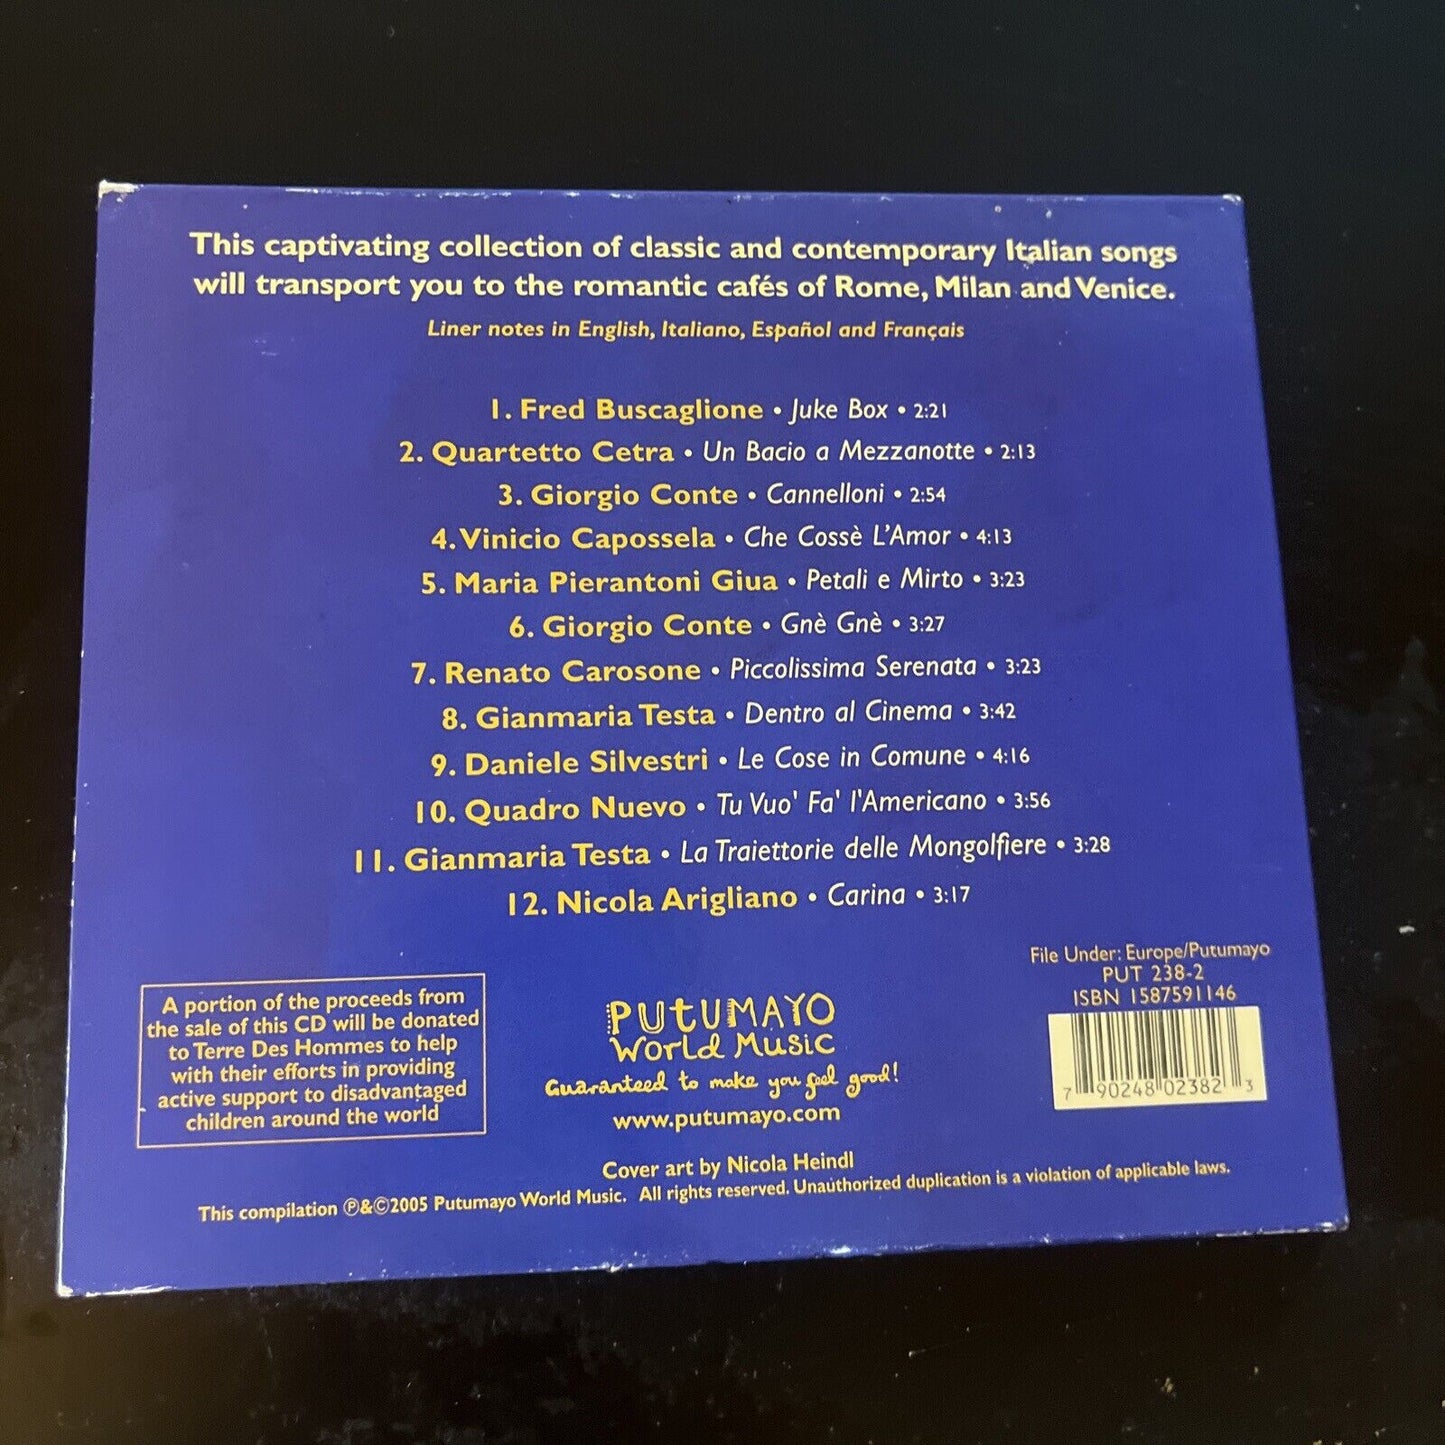 This captivating collection of classic and contemporary Italian songs
will transport you to the romantic cafés of Rome, Milan and Venice.
Liner notes in English, Italiano, Español and Français
1. Fred Buscaglione • Juke Box • 2:21
2. Quartetto Cetra • Un Bacio a Mezzanotte • 2:13
3. Giorgio Conte • Cannelloni • 2:54
4. Vinicio Capossela • Che Cossè L'Amor • 4:13
5. Maria Pierantoni Giua • Petali e Mirto • 3:23
6. Giorgio Conte • Gnè Gnè • 3:27
7. Renato Carosone • Piccolissima Serenata • 3:23
8. Gianmaria Testa • Dentro al Cinema • 3:42
9. Daniele Silvestri • Le Cose in Comune • 4:16
10. Quadro Nuevo • Tu Vuo' Fa' l'Americano • 3:56
11. Gianmaria Testa • La Traiettorie delle Mongolfiere • 3:28
12. Nicola Arigliano • Carina • 3:17
A portion of the proceeds from
the sale of this CD will be donated
to Terre Des Hommes to help
with their efforts in providing
active support to disadvantaged
children around the world
PUTUMAYO
World Music
Guaranteed to make you feel good!
www.putumayo.com
File Under: Europe/Putumayo
PUT 238-2
ISBN 1587591146
7 90248 02382 3
Cover art by Nicola Heindl
This compilation ℗&©2005 Putumayo World Music. All rights reserved. Unauthorized duplication is a violation of applicable laws.